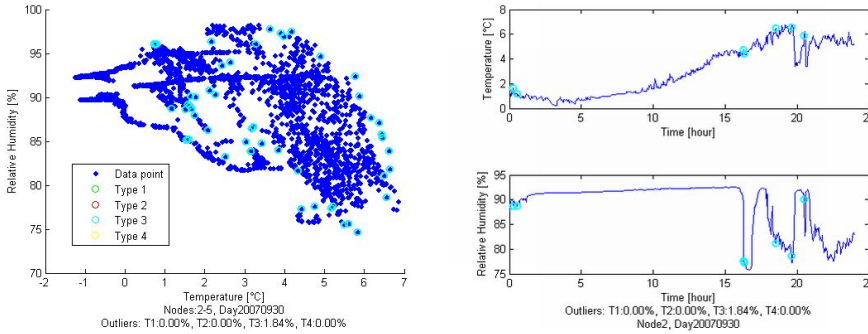 100
95
90
85
80
75
70
Relative Humidity [%]
Data point
Type 1
Type 2
Type 3
Type 4
-2 -1 0 1 2 3 4 5 6 7
Temperature [°C]
Nodes:2-5, Day20070930
Outliers: T1:0.00%, T2:0.00%, T3:1.84%, T4:0.00%
8
6
4
2
0
Temperature [°C]
0 5 10 15 20 2
Time [hour]
95
90
85
80
75
Relative Humidity [%]
0 5 10 15 20 2
Time [hour]
Outliers: T1:0.00%, T2:0.00%, T3:1.84%, T4:0.00%
Node2, Day20070930